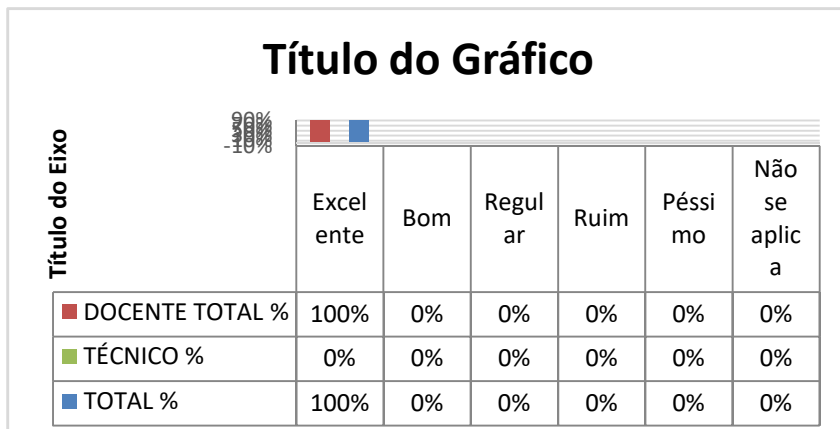 Título do Gráfico
Título do Eixo
90%
-10%
Excel
ente
Bom
Regul
ar
Ruim
Péssi
mo
Não
se
aplic
a
DOCENTE TOTAL % 100% 0% 0% 0% 0% 0%
TÉCNICO % 0% 0% 0% 0% 0% 0%
TOTAL % 100% 0% 0% 0% 0% 0%